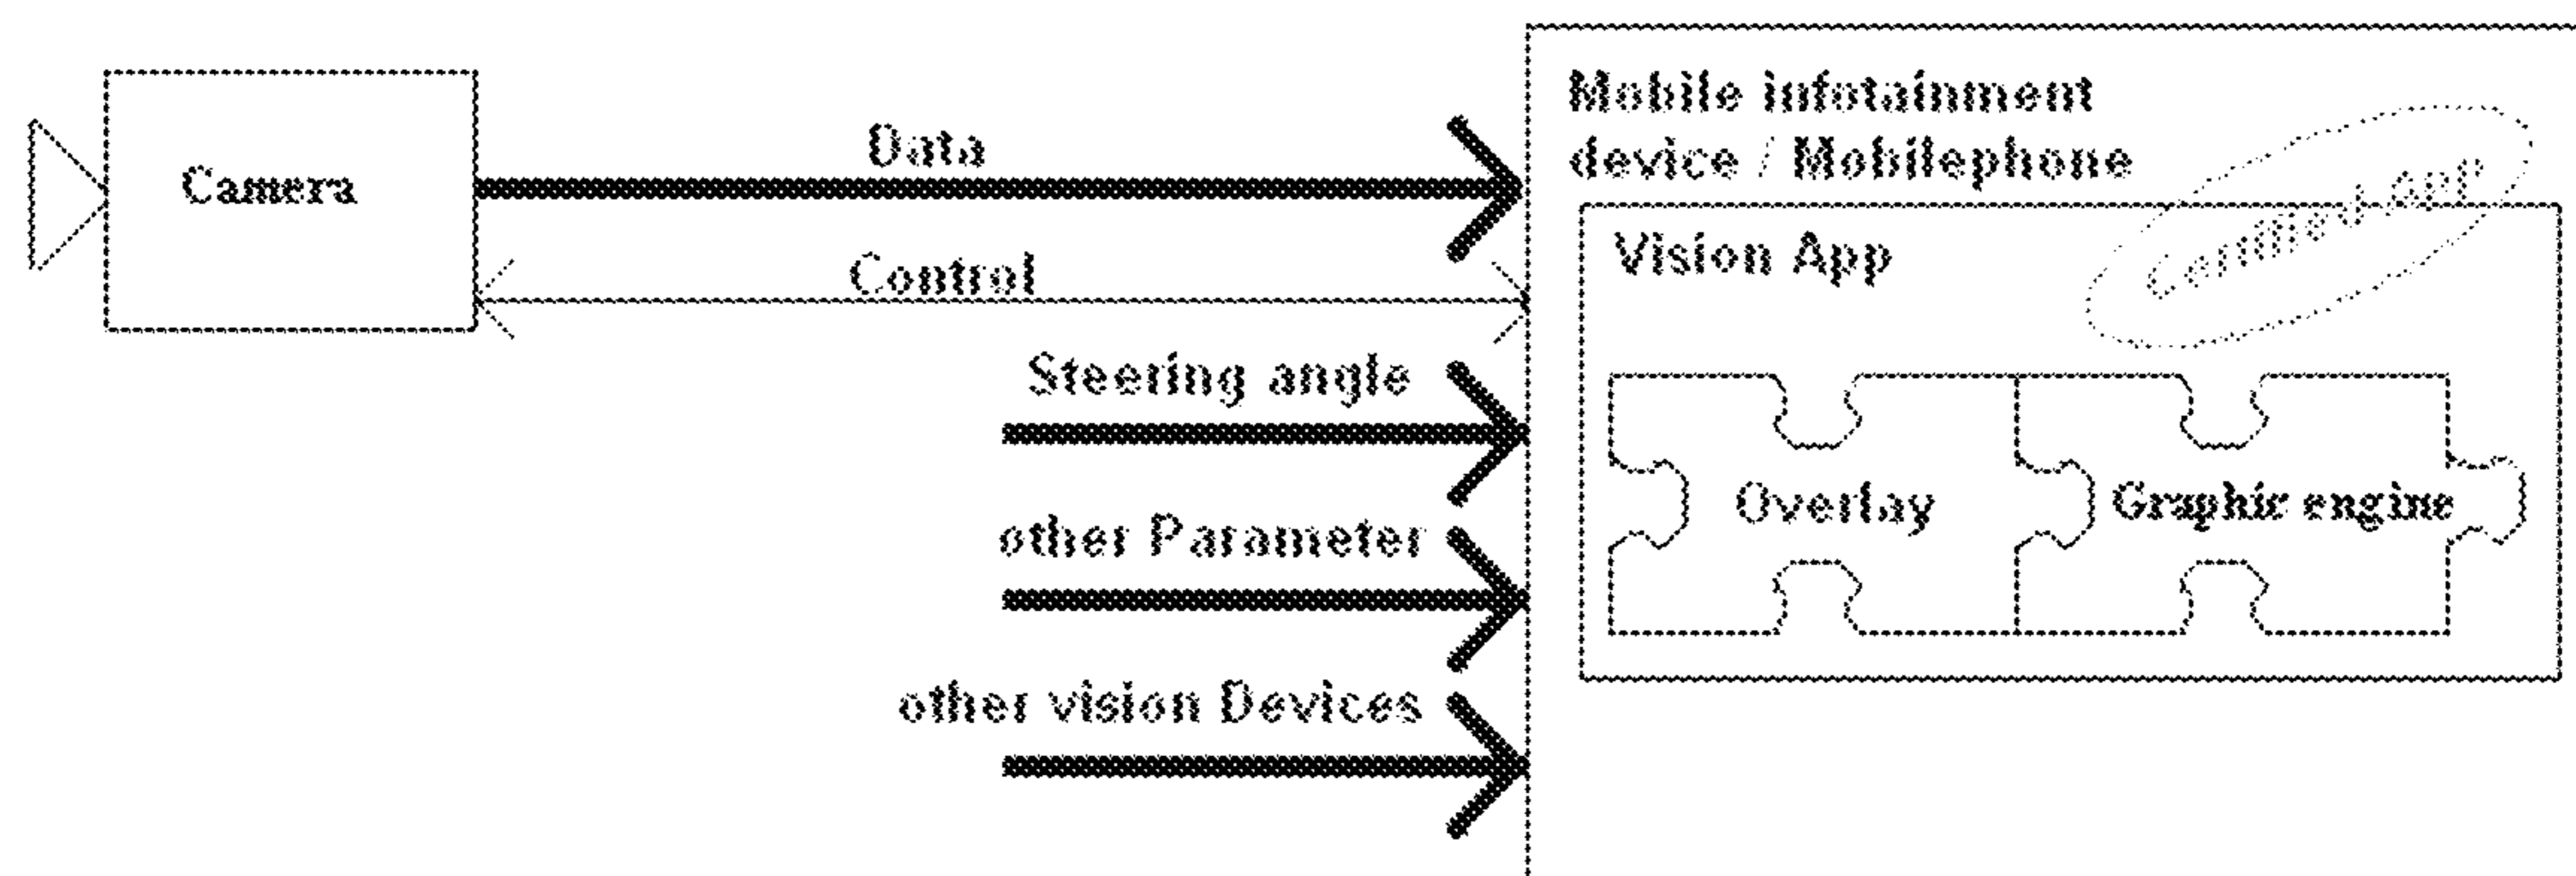 Camera
Data
Control
Steering angle
other Parameter
other vision Devices
Mobile infotainment
device / Mobilephone
Certified APP
Vision App
Overlay
Graphic engine